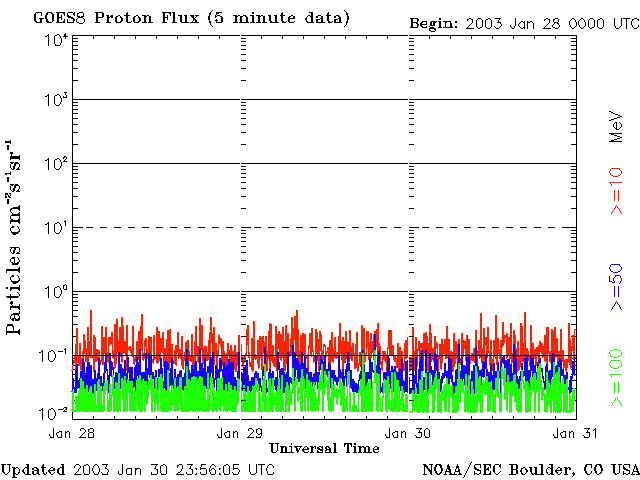 GOES8 Proton Flux (5 minute data)
Begin: 2003 Jan 28 0000 UTC
Particles cm⁻²s⁻¹sr⁻¹
10⁴
10³
10²
10¹
10⁰
10⁻¹
10⁻²
Jan 28 Jan 29 Jan 30 Jan 31
Universal Time
MeV
>=10
>=50
>=100
Updated 2003 Jan 30 23:56:05 UTC
NOAA/SEC Boulder, CO USA